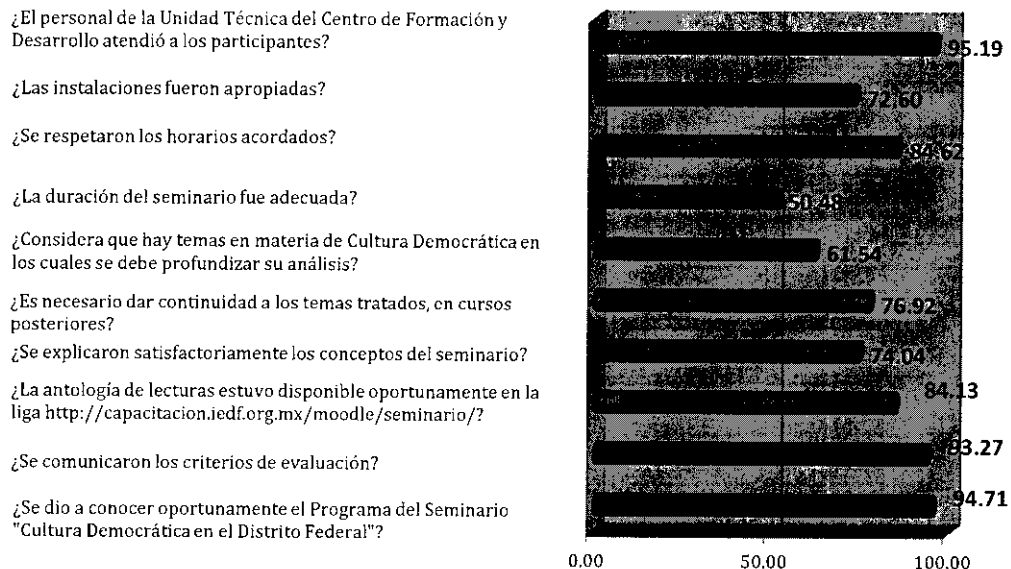 ¿El personal de la Unidad Técnica del Centro de Formación y
Desarrollo atendió a los participantes?
95.19
¿Las instalaciones fueron apropiadas?
72.60
¿Se respetaron los horarios acordados?
84.62
¿La duración del seminario fue adecuada?
50.48
¿Considera que hay temas en materia de Cultura Democrática en
los cuales se debe profundizar su análisis?
61.54
¿Es necesario dar continuidad a los temas tratados, en cursos
posteriores?
76.92
¿Se explicaron satisfactoriamente los conceptos del seminario?
74.04
¿La antología de lecturas estuvo disponible oportunamente en la
liga http://capacitacion.iedf.org.mx/moodle/seminario/?
84.13
¿Se comunicaron los criterios de evaluación?
93.27
¿Se dio a conocer oportunamente el Programa del Seminario
"Cultura Democrática en el Distrito Federal"?
94.71
0.00 50.00 100.00